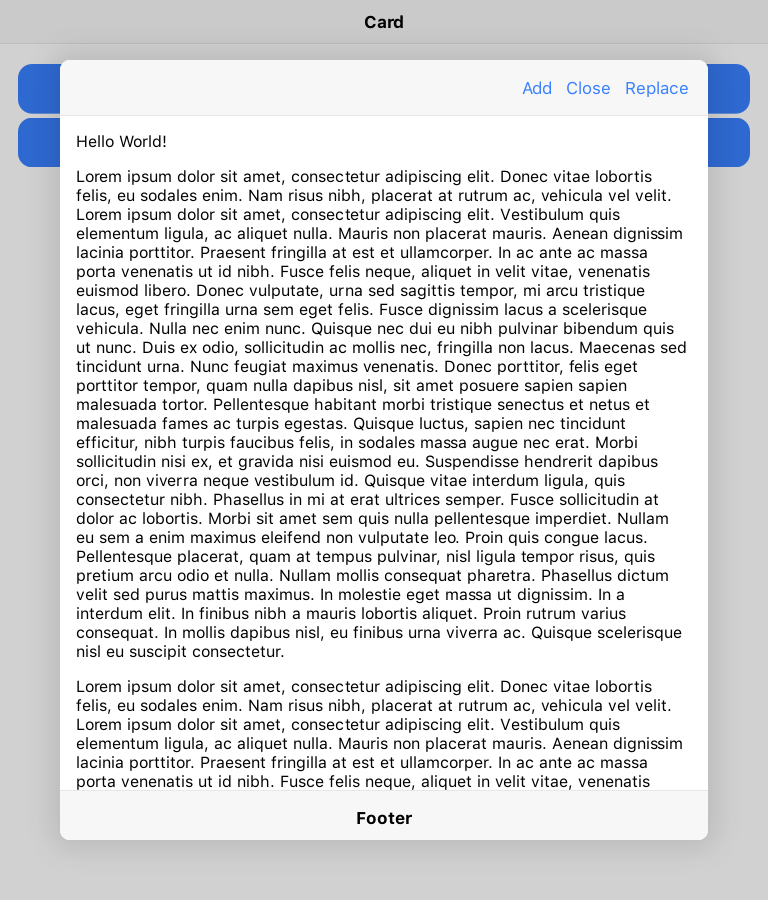 Card
Add Close Replace
Hello World!
Lorem ipsum dolor sit amet, consectetur adipiscing elit. Donec vitae lobortis
felis, eu sodales enim. Nam risus nibh, placerat at rutrum ac, vehicula vel velit.
Lorem ipsum dolor sit amet, consectetur adipiscing elit. Vestibulum quis
elementum ligula, ac aliquet nulla. Mauris non placerat mauris. Aenean dignissim
lacinia porttitor. Praesent fringilla at est et ullamcorper. In ac ante ac massa
porta venenatis ut id nibh. Fusce felis neque, aliquet in velit vitae, venenatis
euismod libero. Donec vulputate, urna sed sagittis tempor, mi arcu tristique
lacus, eget fringilla urna sem eget felis. Fusce dignissim lacus a scelerisque
vehicula. Nulla nec enim nunc. Quisque nec dui eu nibh pulvinar bibendum quis
ut nunc. Duis ex odio, sollicitudin ac mollis nec, fringilla non lacus. Maecenas sed
tincidunt urna. Nunc feugiat maximus venenatis. Donec porttitor, felis eget
porttitor tempor, quam nulla dapibus nisl, sit amet posuere sapien sapien
malesuada tortor. Pellentesque habitant morbi tristique senectus et netus et
malesuada fames ac turpis egestas. Quisque luctus, sapien nec tincidunt
efficitur, nibh turpis faucibus felis, in sodales massa augue nec erat. Morbi
sollicitudin nisi ex, et gravida nisi euismod eu. Suspendisse hendrerit dapibus
orci, non viverra neque vestibulum id. Quisque vitae interdum ligula, quis
consectetur nibh. Phasellus in mi at erat ultrices semper. Fusce sollicitudin at
dolor ac lobortis. Morbi sit amet sem quis nulla pellentesque imperdiet. Nullam
eu sem a enim maximus eleifend non vulputate leo. Proin quis congue lacus.
Pellentesque placerat, quam at tempus pulvinar, nisl ligula tempor risus, quis
pretium arcu odio et nulla. Nullam mollis consequat pharetra. Phasellus dictum
velit sed purus mattis maximus. In molestie eget massa ut dignissim. In a
interdum elit. In finibus nibh a mauris lobortis aliquet. Proin rutrum varius
consequat. In mollis dapibus nisl, eu finibus urna viverra ac. Quisque scelerisque
nisl eu suscipit consectetur.
Lorem ipsum dolor sit amet, consectetur adipiscing elit. Donec vitae lobortis
felis, eu sodales enim. Nam risus nibh, placerat at rutrum ac, vehicula vel velit.
Lorem ipsum dolor sit amet, consectetur adipiscing elit. Vestibulum quis
elementum ligula, ac aliquet nulla. Mauris non placerat mauris. Aenean dignissim
lacinia porttitor. Praesent fringilla at est et ullamcorper. In ac ante ac massa
porta venenatis ut id nibh. Fusce felis neque, aliquet in velit vitae, venenatis
Footer